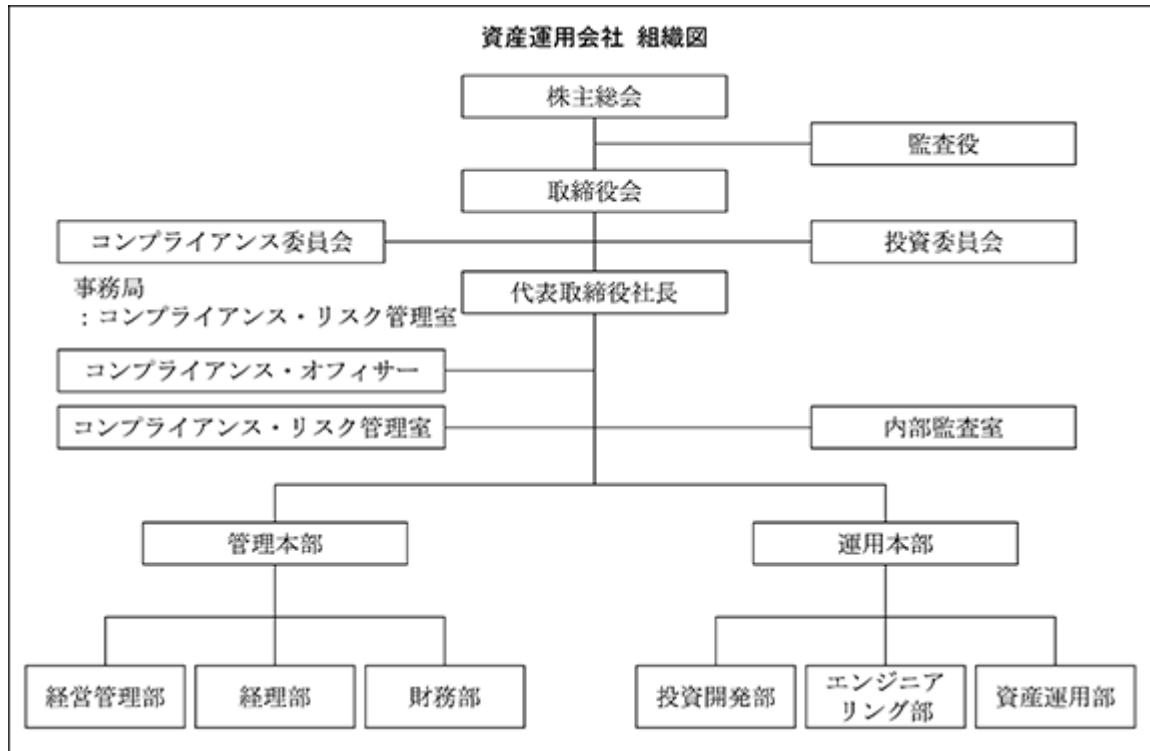 資産運用会社 組織図
株主総会
監査役
取締役会
コンプライアンス委員会
投資委員会
事務局
：コンプライアンス・リスク管理室
代表取締役社長
コンプライアンス・オフィサー
コンプライアンス・リスク管理室
内部監査室
管理本部
運用本部
経営管理部
経理部
財務部
投資開発部
エンジニア
リング部
資産運用部